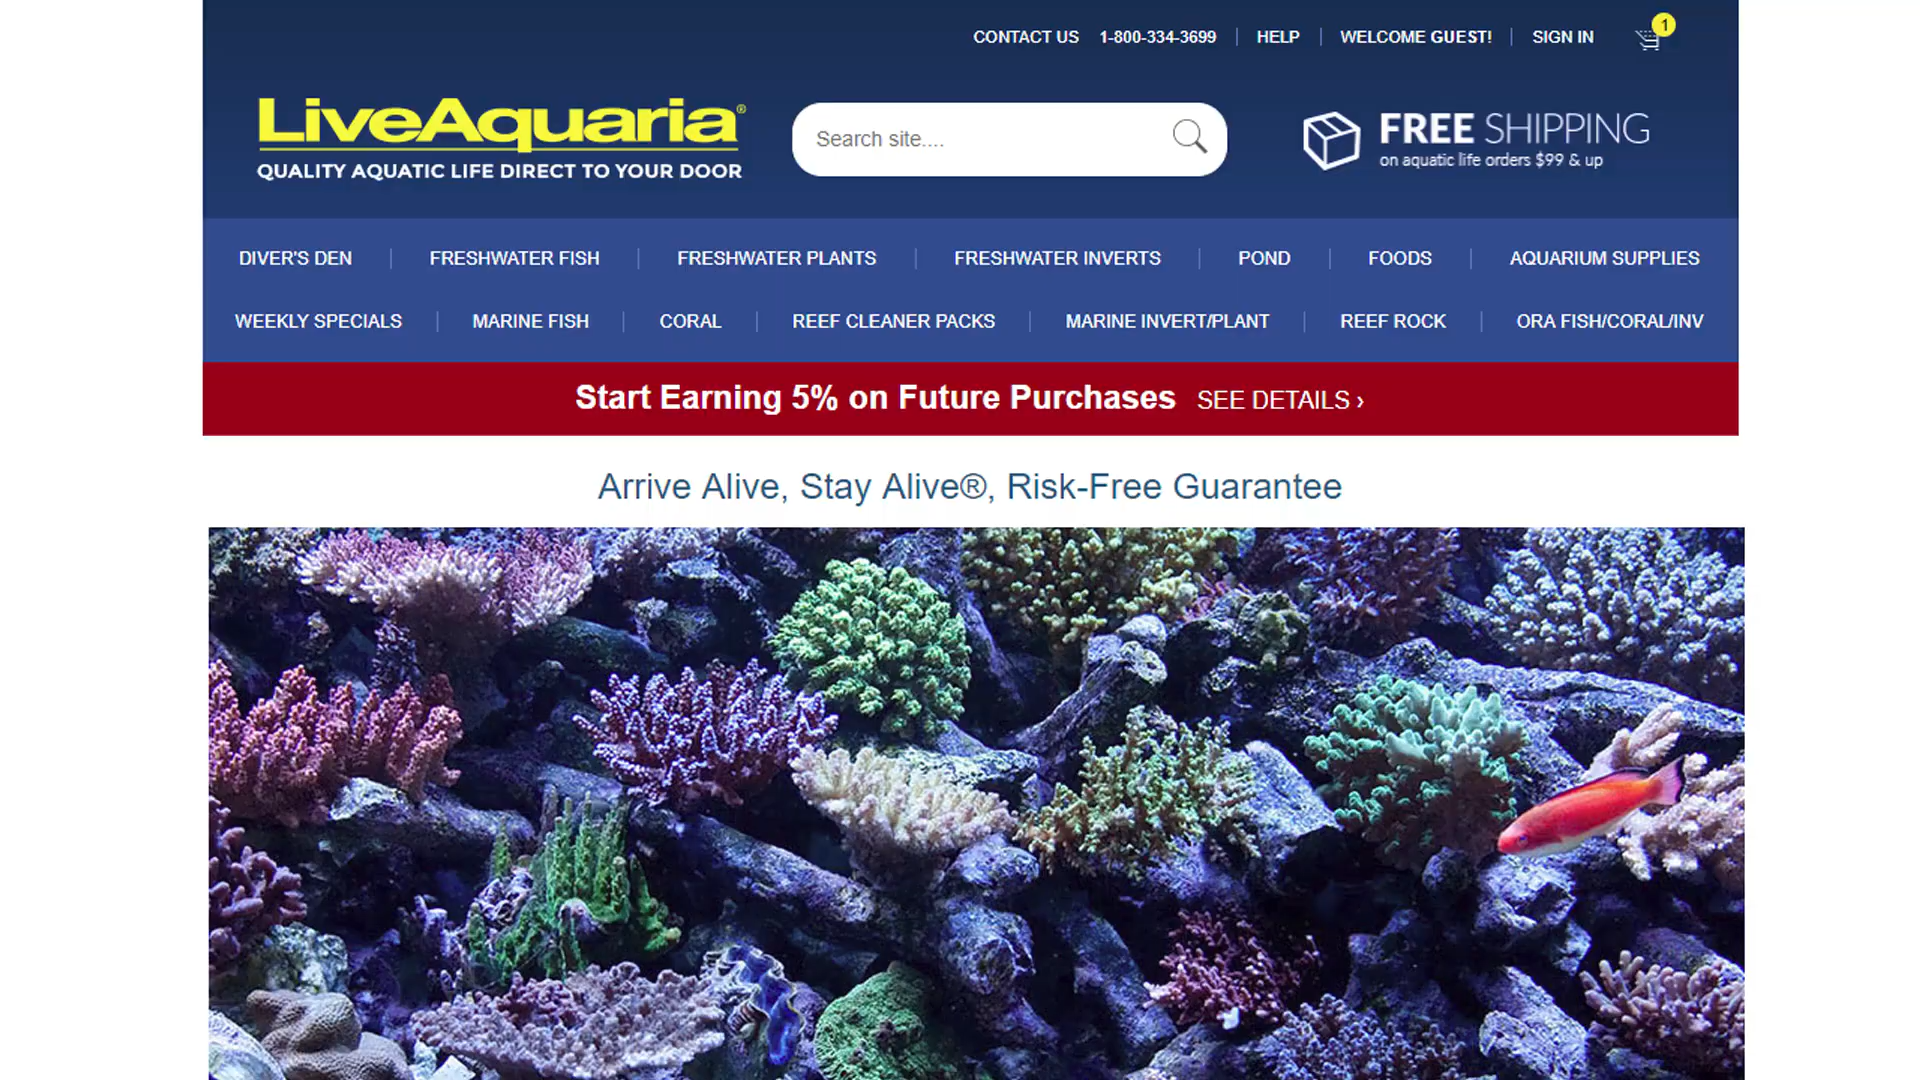 CONTACT US 1-800-334-3699 HELP WELCOME GUEST! SIGN IN 1
LiveAquaria®
QUALITY AQUATIC LIFE DIRECT TO YOUR DOOR
Search site....
FREE SHIPPING
on aquatic life orders $99 & up
DIVER'S DEN FRESHWATER FISH FRESHWATER PLANTS FRESHWATER INVERTS POND FOODS AQUARIUM SUPPLIES
WEEKLY SPECIALS MARINE FISH CORAL REEF CLEANER PACKS MARINE INVERT/PLANT REEF ROCK ORA FISH/CORAL/INV
Start Earning 5% on Future Purchases SEE DETAILS ›
Arrive Alive, Stay Alive®, Risk-Free Guarantee